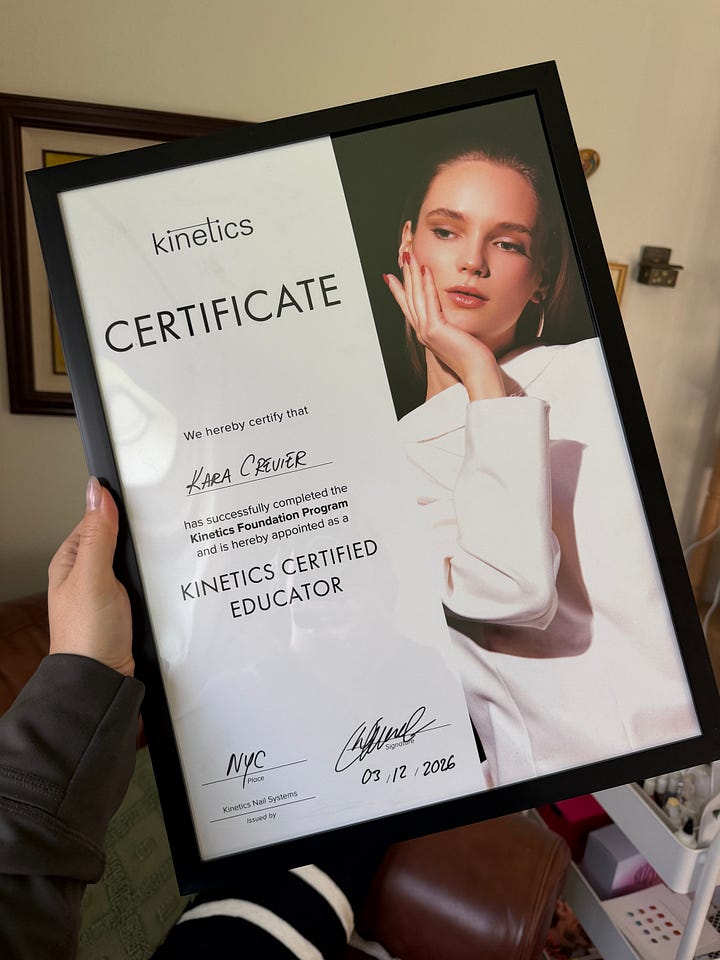 kinetics
CERTIFICATE
We hereby certify that
KARA CREVIER
has successfully completed the
Kinetics Foundation Program
and is hereby appointed as a
KINETICS CERTIFIED
EDUCATOR
NYC
Place
Signature
03/12/2026
Kinetics Nail Systems
Issued by